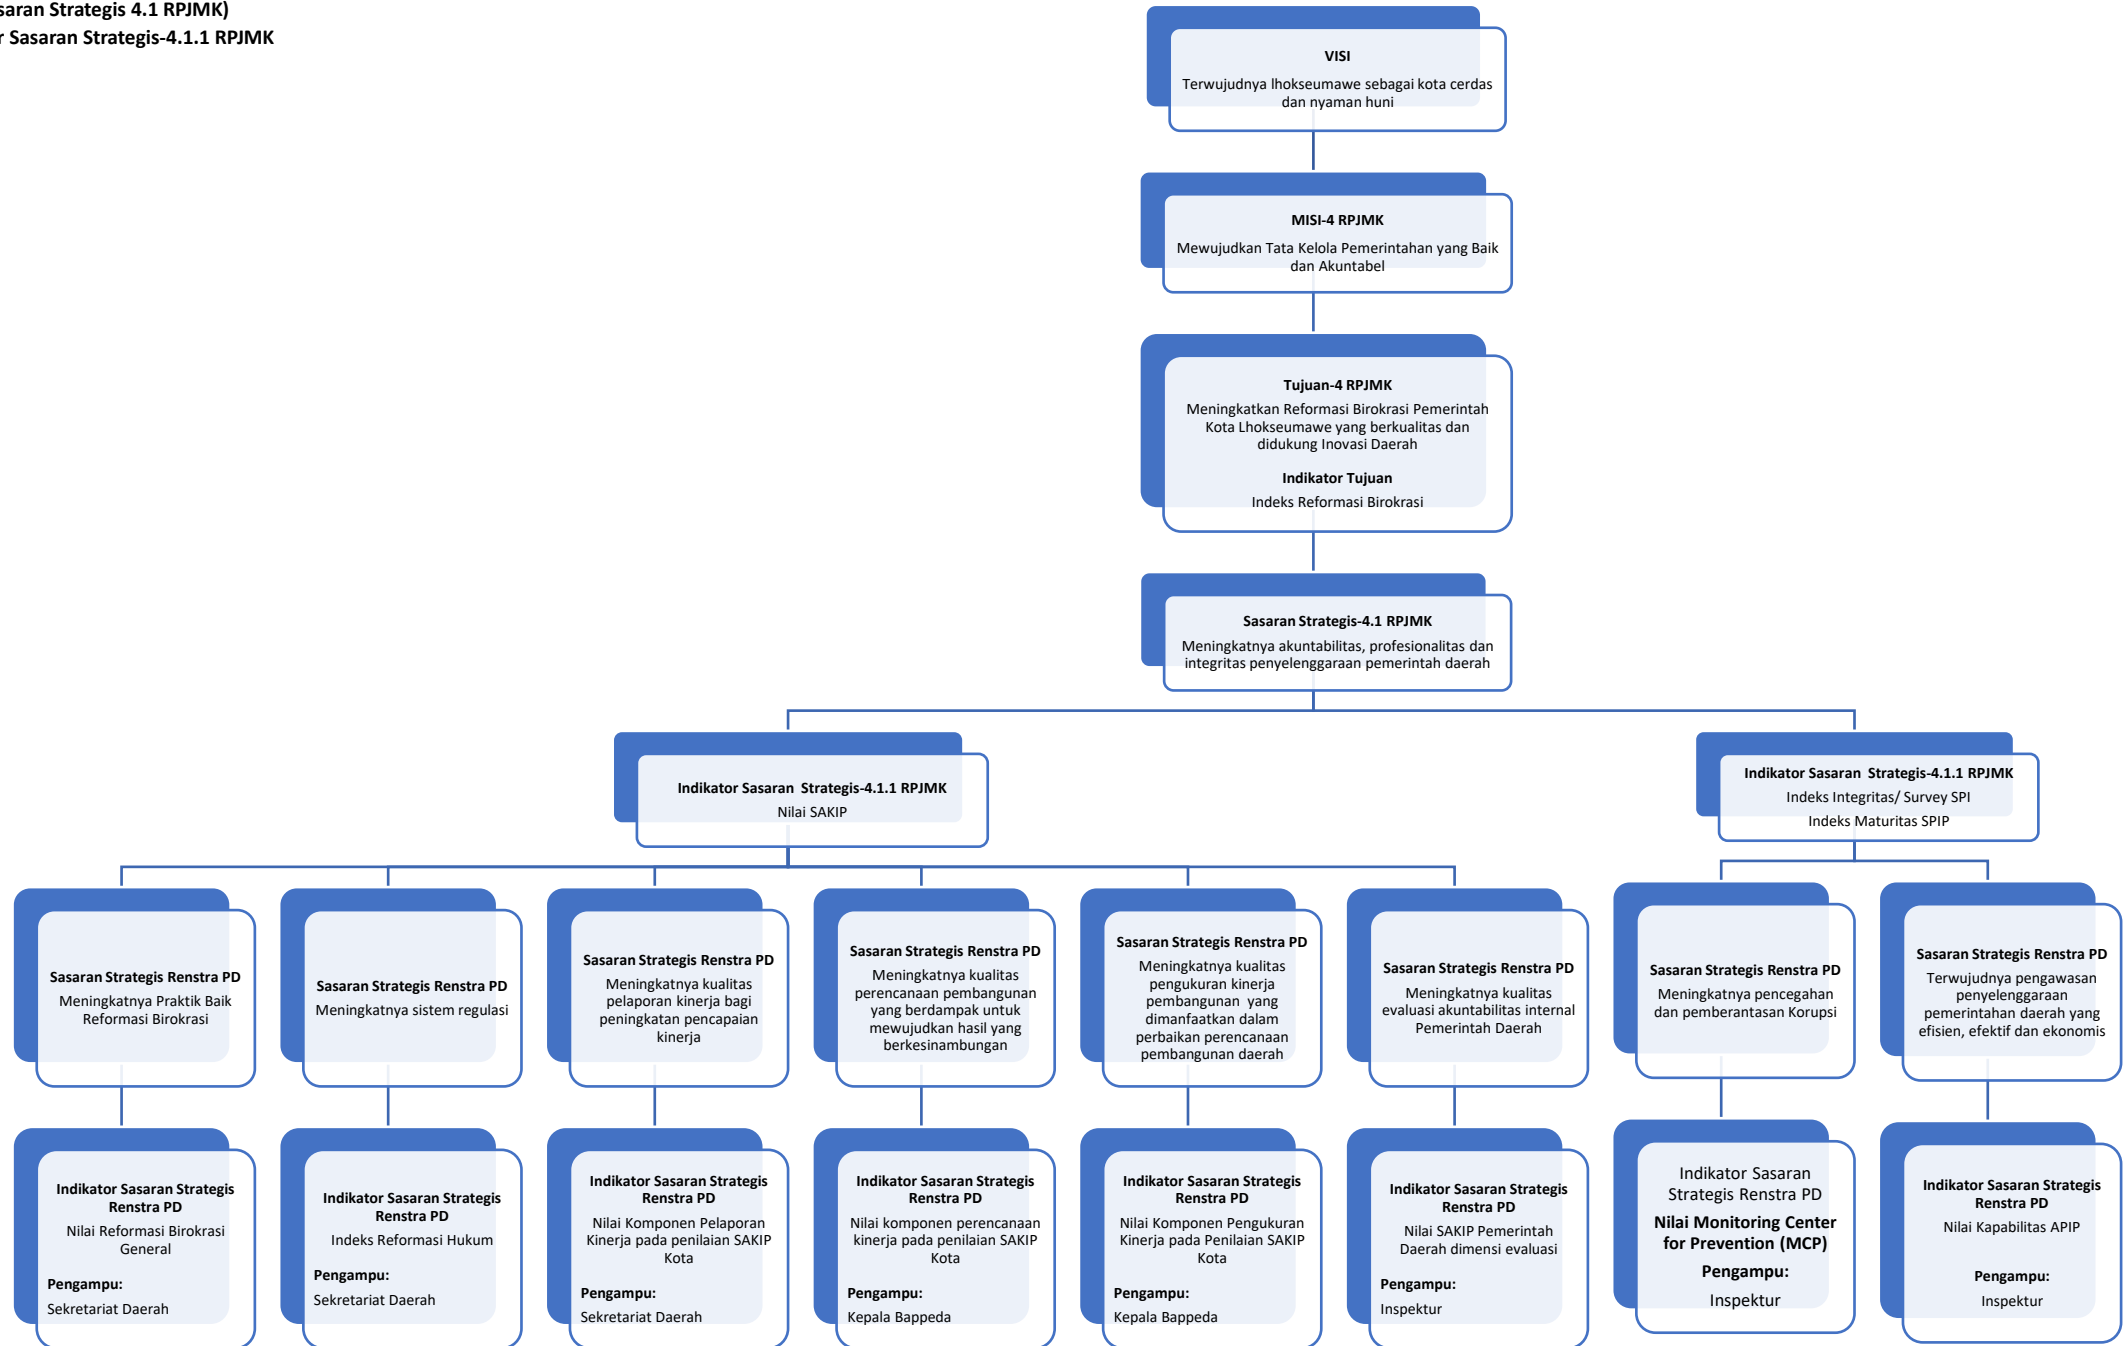 saran Strategis 4.1 RPJMK)
r Sasaran Strategis-4.1.1 RPJMK
VISI
Terwujudnya lhokseumawe sebagai kota cerdas
dan nyaman huni
MISI-4 RPJMK
Mewujudkan Tata Kelola Pemerintahan yang Baik
dan Akuntabel
Tujuan-4 RPJMK
Meningkatkan Reformasi Birokrasi Pemerintah
Kota Lhokseumawe yang berkualitas dan
didukung Inovasi Daerah
Indikator Tujuan
Indeks Reformasi Birokrasi
Sasaran Strategis-4.1 RPJMK
Meningkatnya akuntabilitas, profesionalitas dan
integritas penyelenggaraan pemerintah daerah
Indikator Sasaran Strategis-4.1.1 RPJMK
Nilai SAKIP
Indikator Sasaran Strategis-4.1.1 RPJMK
Indeks Integritas/ Survey SPI
Indeks Maturitas SPIP
Sasaran Strategis Renstra PD
Meningkatnya Praktik Baik
Reformasi Birokrasi
Sasaran Strategis Renstra PD
Meningkatnya sistem regulasi
Sasaran Strategis Renstra PD
Meningkatnya kualitas
pelaporan kinerja bagi
peningkatan pencapaian
kinerja
Sasaran Strategis Renstra PD
Meningkatnya kualitas
perencanaan pembangunan
yang berdampak untuk
mewujudkan hasil yang
berkesinambungan
Sasaran Strategis Renstra PD
Meningkatnya kualitas
pengukuran kinerja
pembangunan yang
dimanfaatkan dalam
perbaikan perencanaan
pembangunan daerah
Sasaran Strategis Renstra PD
Meningkatnya kualitas
evaluasi akuntabilitas internal
Pemerintah Daerah
Sasaran Strategis Renstra PD
Meningkatnya pencegahan
dan pemberantasan Korupsi
Sasaran Strategis Renstra PD
Terwujudnya pengawasan
penyelenggaraan
pemerintahan daerah yang
efisien, efektif dan ekonomis
Indikator Sasaran Strategis
Renstra PD
Nilai Reformasi Birokrasi
General
Pengampu:
Sekretariat Daerah
Indikator Sasaran Strategis
Renstra PD
Indeks Reformasi Hukum
Pengampu:
Sekretariat Daerah
Indikator Sasaran Strategis
Renstra PD
Nilai Komponen Pelaporan
Kinerja pada penilaian SAKIP
Kota
Pengampu:
Sekretariat Daerah
Indikator Sasaran Strategis
Renstra PD
Nilai komponen perencanaan
kinerja pada penilaian SAKIP
Kota
Pengampu:
Kepala Bappeda
Indikator Sasaran Strategis
Renstra PD
Nilai Komponen Pengukuran
Kinerja pada Penilaian SAKIP
Kota
Pengampu:
Kepala Bappeda
Indikator Sasaran Strategis
Renstra PD
Nilai SAKIP Pemerintah
Daerah dimensi evaluasi
Pengampu:
Inspektur
Indikator Sasaran
Strategis Renstra PD
Nilai Monitoring Center
for Prevention (MCP)
Pengampu:
Inspektur
Indikator Sasaran Strategis
Renstra PD
Nilai Kapabilitas APIP
Pengampu:
Inspektur